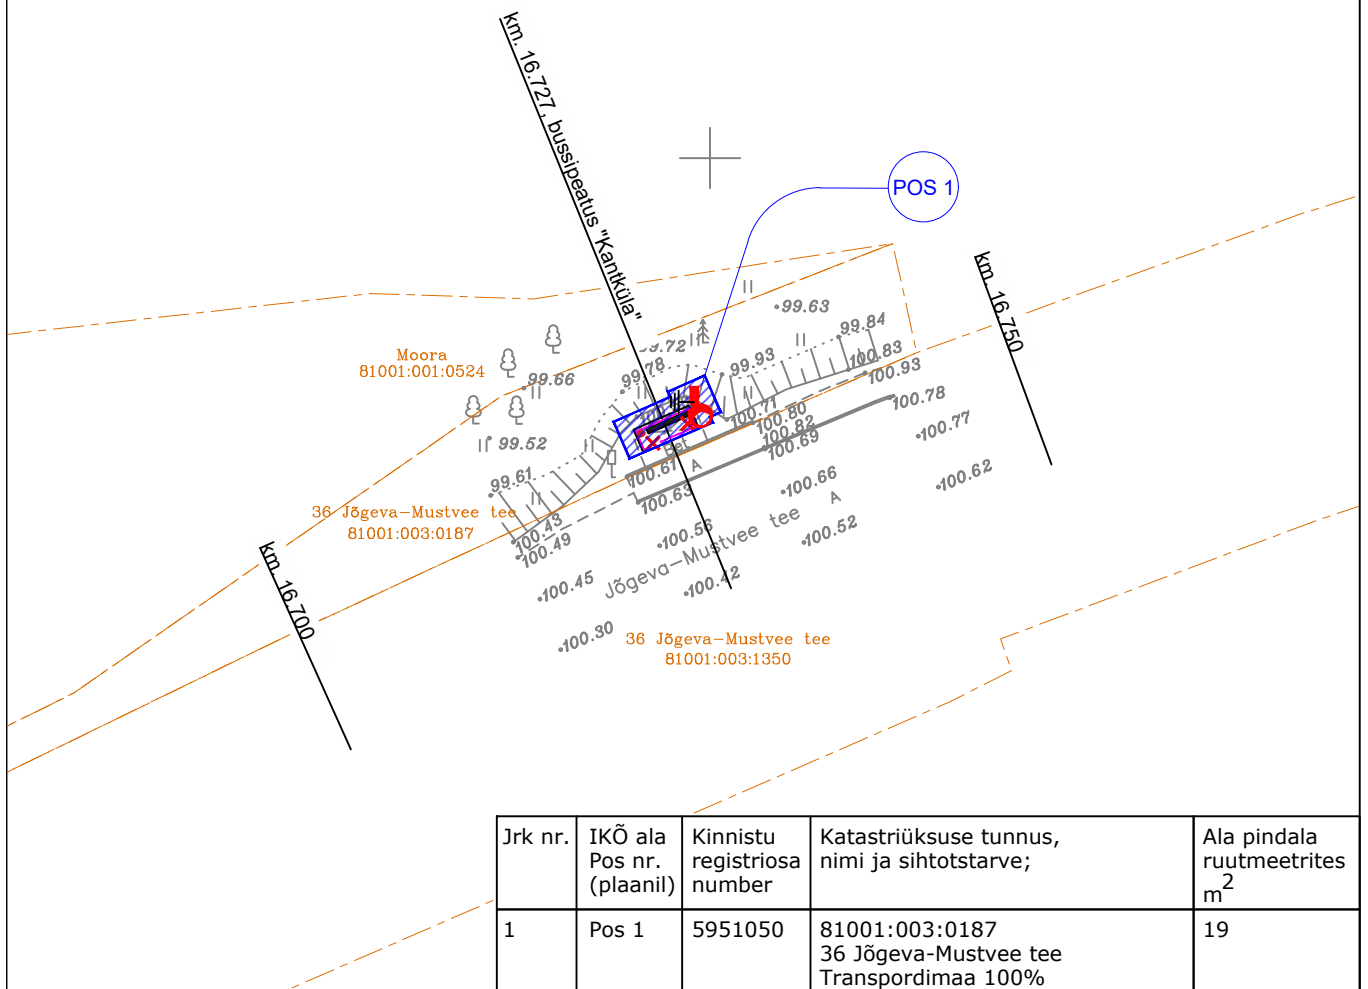 km. 16.727, bussipeatus "Kantküla"
POS 1
km. 16.750
99.63
99.84
9.72
99.78
99.93
100.83
100.93
Moora
81001:001:0524
99.66
100.78
100.71
100.80
100.82
100.77
99.52
100.69
A
100.61
99.61
100.66
100.62
100.63
A
36 Jõgeva-Mustvee tee
81001:003:0187
100.43
100.49
100.56
100.52
Jõgeva-Mustvee tee
km. 16.700
100.45
100.42
100.30
36 Jõgeva-Mustvee tee
81001:003:1350
Jrk nr.
IKÕ ala
Pos nr.
(plaanil)
Kinnistu
registriosa
number
Katastriüksuse tunnus,
nimi ja sihtotstarve;
Ala pindala
ruutmeetrites
m²
1
Pos 1
5951050
81001:003:0187
36 Jõgeva-Mustvee tee
Transpordimaa 100%
19